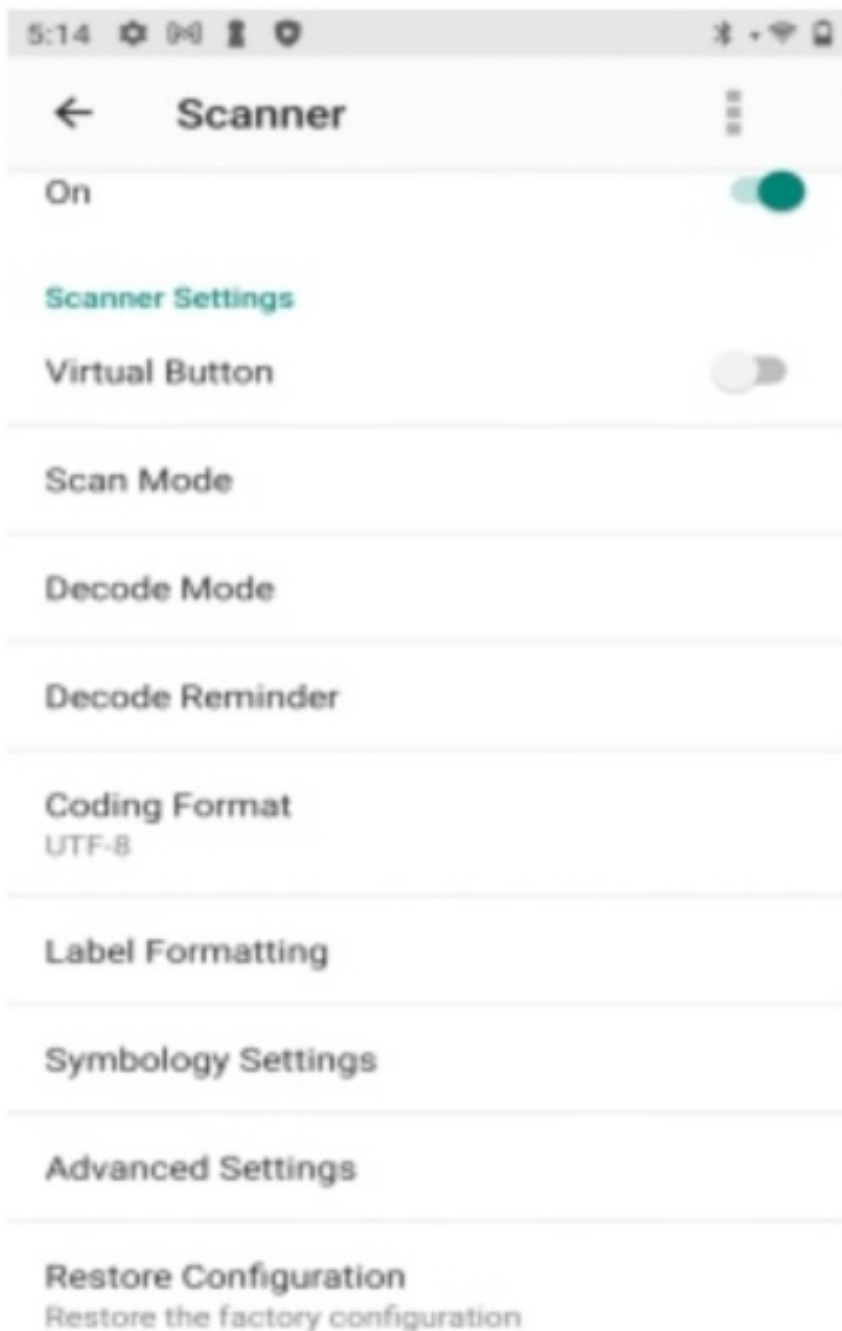 5:14
Scanner
On
Scanner Settings
Virtual Button
Scan Mode
Decode Mode
Decode Reminder
Coding Format
UTF-8
Label Formatting
Symbology Settings
Advanced Settings
Restore Configuration
Restore the factory configuration